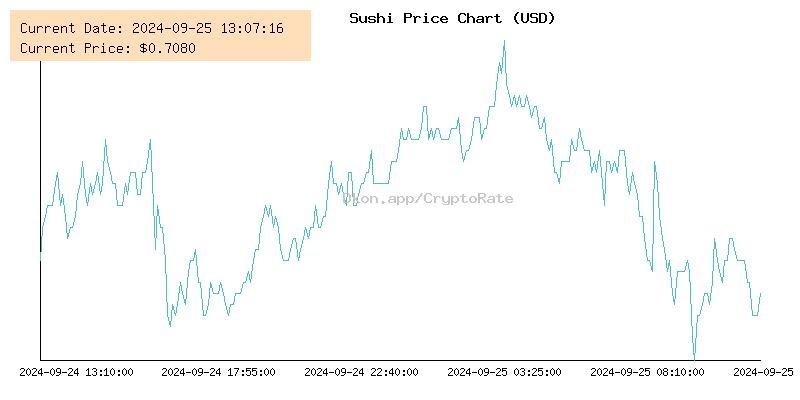 Sushi Price Chart (USD)
Current Date: 2024-09-25 13:07:16
Current Price: $0.7080
@lon.app/CryptoRate
2024-09-24 13:10:00 2024-09-24 17:55:00 2024-09-24 22:40:00 2024-09-25 03:25:00 2024-09-25 08:10:00 2024-09-25